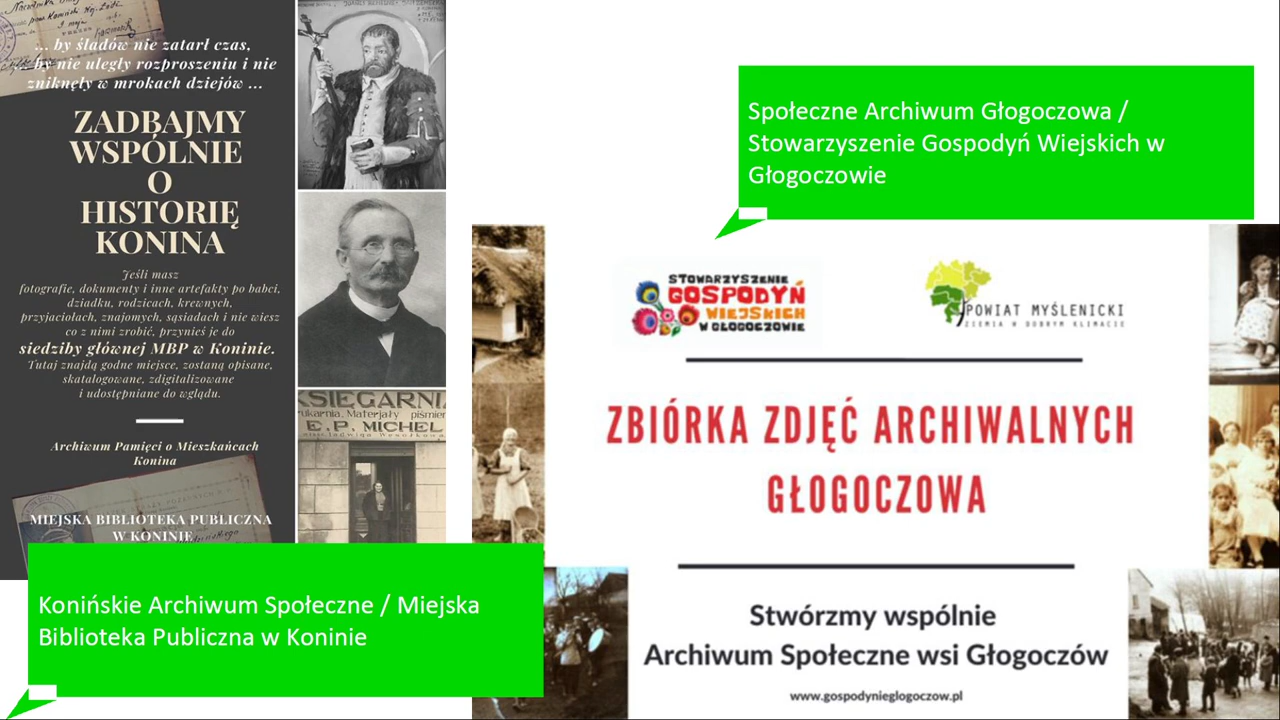 ... by śladów nie zatarł czas,
... by nie uległy rozproszeniu i nie
zniknęły w mrokach dziejów ...
ZADBAJMY
WSPÓLNIE
O
HISTORIĘ
KONINA
Jeśli masz
fotografie, dokumenty i inne artefakty po babci,
dziadku, rodzicach, krewnych,
przyjaciołach, znajomych, sąsiadach i nie wiesz
co z nimi zrobić, przynieś je do
siedziby głównej MBP w Koninie.
Tutaj znajdą godne miejsce, zostaną opisane,
skatalogowane, zdigitalizowane
i udostępniane do wglądu.
Archiwum Pamięci o Mieszkańcach
Konina
MIEJSKA BIBLIOTEKA PUBLICZNA
W KONINIE
KSIĘGARNIA
E.P. MICHEL
Konińskie Archiwum Społeczne / Miejska
Biblioteka Publiczna w Koninie
Społeczne Archiwum Głogoczowa /
Stowarzyszenie Gospodyń Wiejskich w
Głogoczowie
STOWARZYSZENIE
GOSPODYŃ
WIEJSKICH
W GŁOGOCZOWIE
POWIAT MYŚLENICKI
ZIEMIA W DOBRYM KLIMACIE
ZBIÓRKA ZDJĘĆ ARCHIWALNYCH
GŁOGOCZOWA
Stwórzmy wspólnie
Archiwum Społeczne wsi Głogoczów
www.gospodynieglogoczow.pl